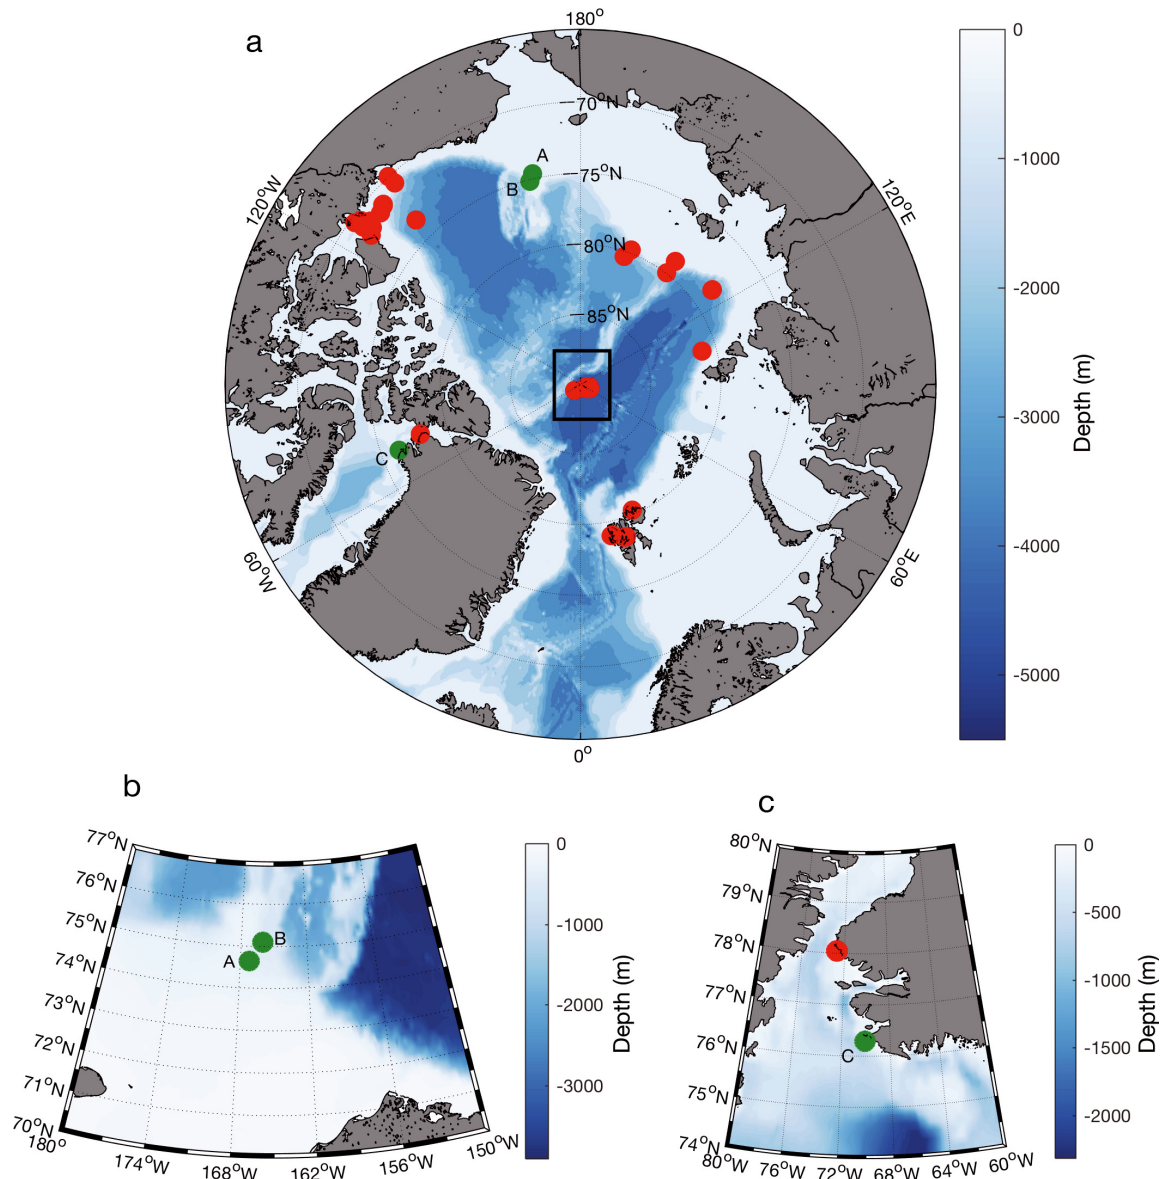 a
180°
70°N
A
75°N
B
80°N
85°N
120°W
120°E
C
60°W
60°E
0°
0
-1000
-2000
-3000
-4000
-5000
Depth (m)
b
77°N
76°N
75°N
74°N
73°N
72°N
71°N
70°N
180°
174°W
168°W
162°W
156°W
150°W
B
A
0
-1000
-2000
-3000
Depth (m)
c
80°N
79°N
78°N
77°N
76°N
75°N
74°N
80°W
76°W
72°W
68°W
64°W
60°W
C
0
-500
-1000
-1500
-2000
Depth (m)